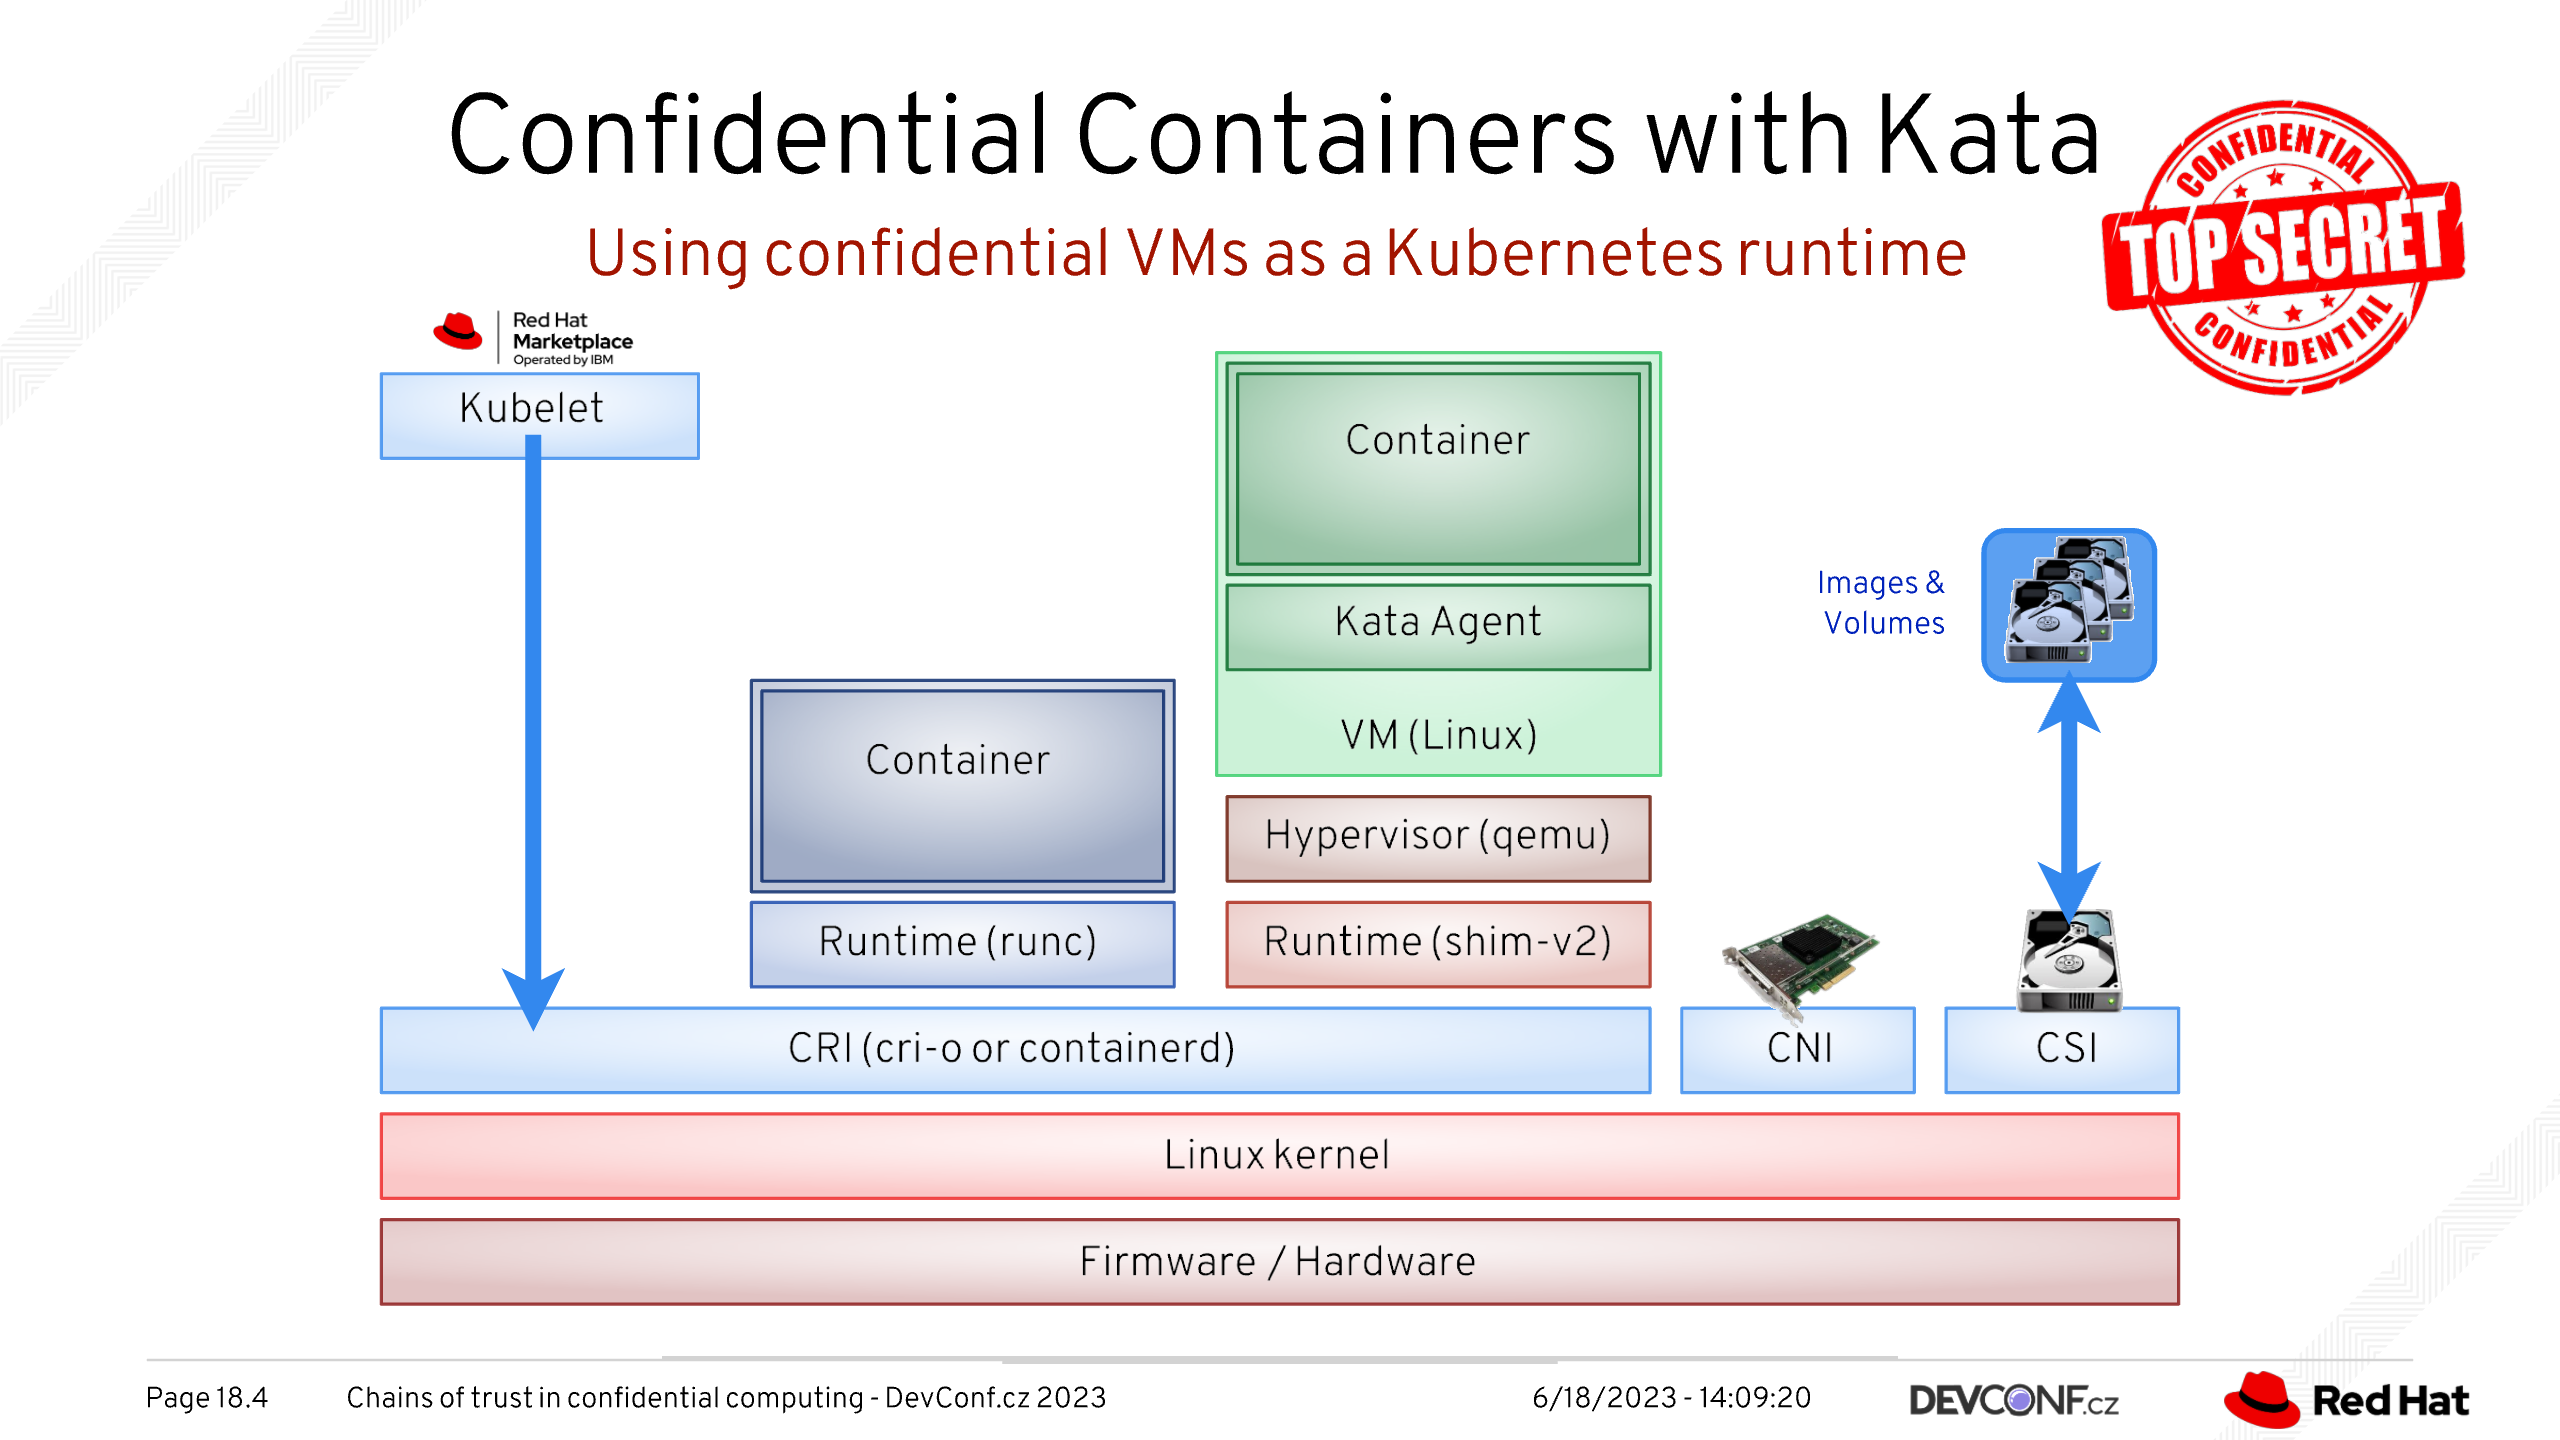 Confidential Containers with Kata
Using confidential VMs as a Kubernetes runtime
CONFIDENTIAL
TOP SECRET
CONFIDENTIAL
Red Hat
Marketplace
Operated by IBM
Kubelet
Container
Kata Agent
VM (Linux)
Hypervisor (qemu)
Runtime (shim-v2)
Container
Runtime (runc)
Images &
Volumes
CRI (cri-o or containerd)
CNI
CSI
Linux kernel
Firmware / Hardware
Page 18.4
Chains of trust in confidential computing - DevConf.cz 2023
6/18/2023 - 14:09:20
DEVCONF.cz
Red Hat